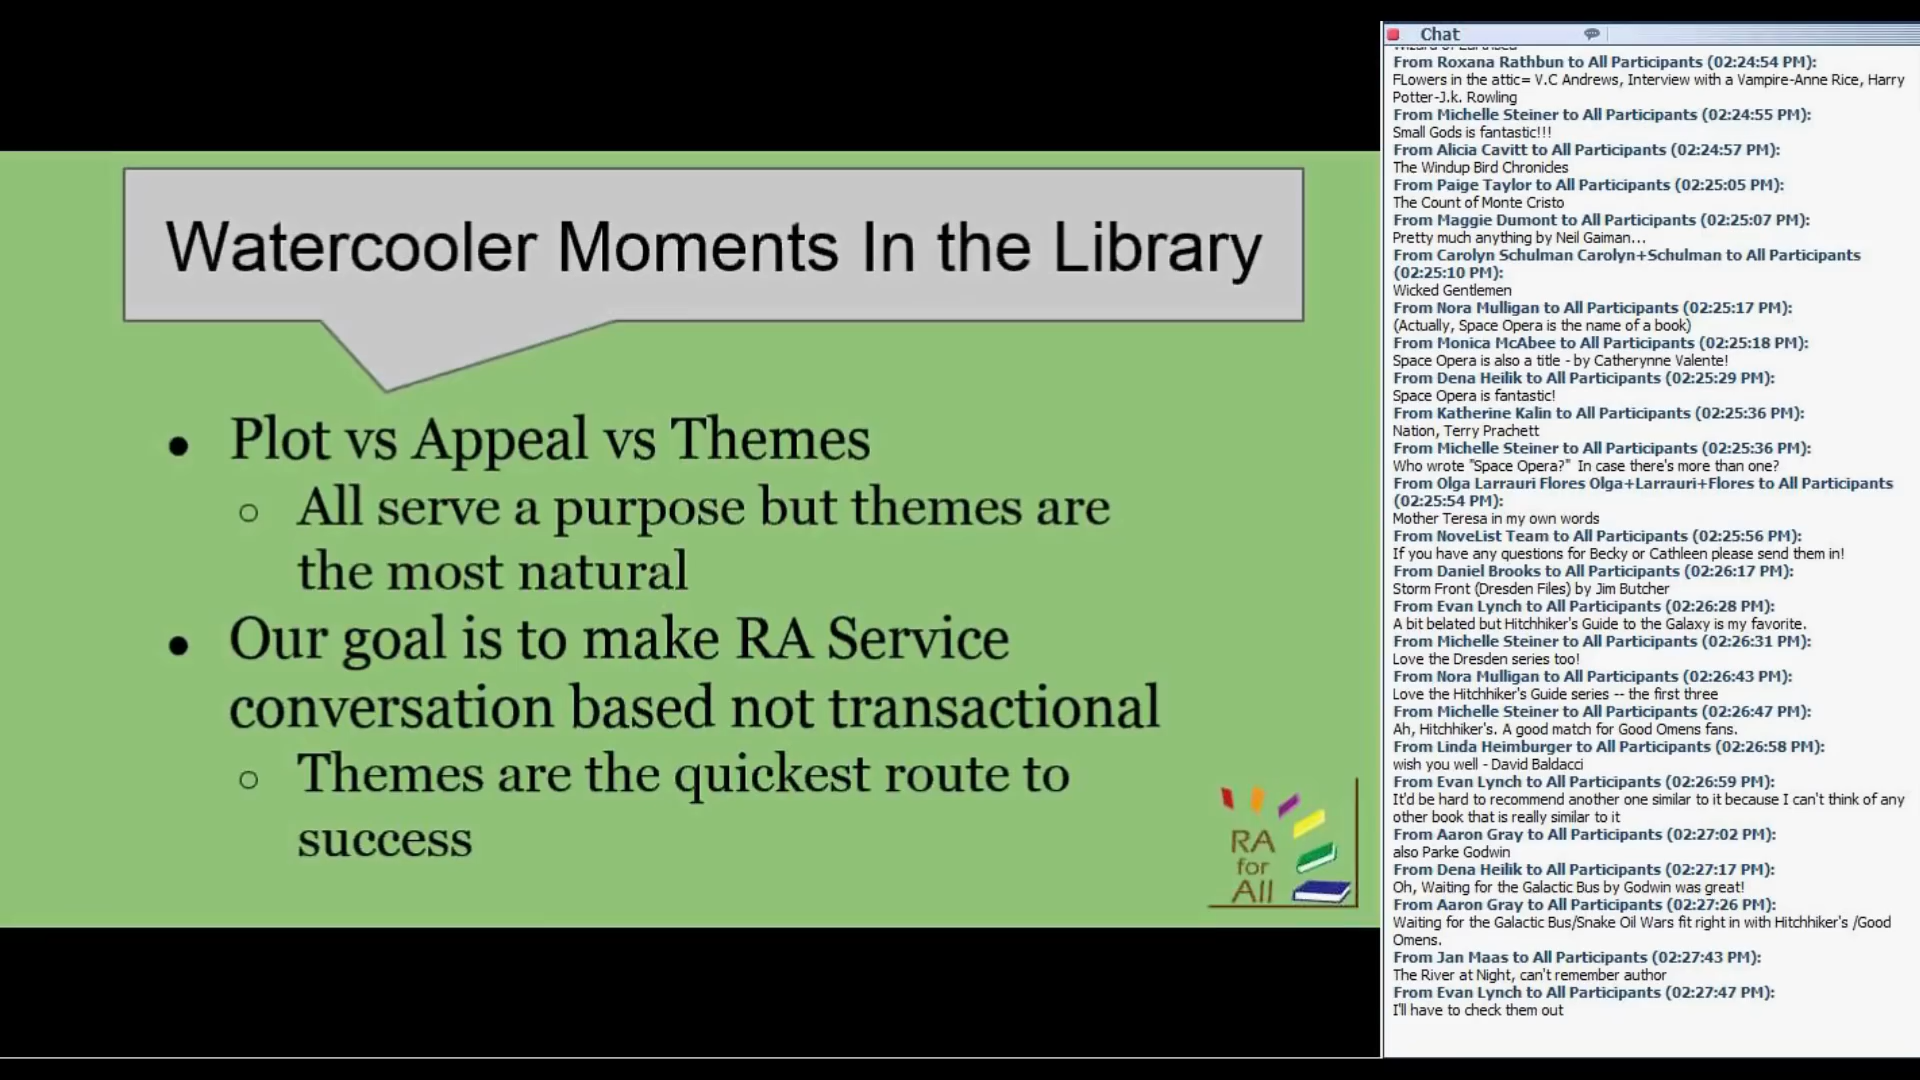 Watercooler Moments In the Library
● Plot vs Appeal vs Themes
○ All serve a purpose but themes are
the most natural
● Our goal is to make RA Service
conversation based not transactional
○ Themes are the quickest route to
success
RA
for
All
Chat
From Roxana Rathbun to All Participants (02:24:54 PM):
FLowers in the attic= V.C Andrews, Interview with a Vampire-Anne Rice, Harry
Potter-J.k. Rowling
From Michelle Steiner to All Participants (02:24:55 PM):
Small Gods is fantastic!!!
From Alicia Cavitt to All Participants (02:24:57 PM):
The Windup Bird Chronicles
From Paige Taylor to All Participants (02:25:05 PM):
The Count of Monte Cristo
From Maggie Dumont to All Participants (02:25:07 PM):
Pretty much anything by Neil Gaiman...
From Carolyn Schulman Carolyn+Schulman to All Participants
(02:25:10 PM):
Wicked Gentlemen
From Nora Mulligan to All Participants (02:25:17 PM):
(Actually, Space Opera is the name of a book)
From Monica McAbee to All Participants (02:25:18 PM):
Space Opera is also a title - by Catherynne Valente!
From Dena Heilik to All Participants (02:25:29 PM):
Space Opera is fantastic!
From Katherine Kalin to All Participants (02:25:36 PM):
Nation, Terry Prachett
From Michelle Steiner to All Participants (02:25:36 PM):
Who wrote "Space Opera?"  In case there's more than one?
From Olga Larrauri Flores Olga+Larrauri+Flores to All Participants
(02:25:54 PM):
Mother Teresa in my own words
From NoveList Team to All Participants (02:25:56 PM):
If you have any questions for Becky or Cathleen please send them in!
From Daniel Brooks to All Participants (02:26:17 PM):
Storm Front (Dresden Files) by Jim Butcher
From Evan Lynch to All Participants (02:26:28 PM):
A bit belated but Hitchhiker's Guide to the Galaxy is my favorite.
From Michelle Steiner to All Participants (02:26:31 PM):
Love the Dresden series too!
From Nora Mulligan to All Participants (02:26:43 PM):
Love the Hitchhiker's Guide series -- the first three
From Michelle Steiner to All Participants (02:26:47 PM):
Ah, Hitchhiker's. A good match for Good Omens fans.
From Linda Heimburger to All Participants (02:26:58 PM):
wish you well - David Baldacci
From Evan Lynch to All Participants (02:26:59 PM):
It'd be hard to recommend another one similar to it because I can't think of any
other book that is really similar to it
From Aaron Gray to All Participants (02:27:02 PM):
also Parke Godwin
From Dena Heilik to All Participants (02:27:17 PM):
Oh, Waiting for the Galactic Bus by Godwin was great!
From Aaron Gray to All Participants (02:27:26 PM):
Waiting for the Galactic Bus/Snake Oil Wars fit right in with Hitchhiker's /Good
Omens.
From Jan Maas to All Participants (02:27:43 PM):
The River at Night, can't remember author
From Evan Lynch to All Participants (02:27:47 PM):
I'll have to check them out